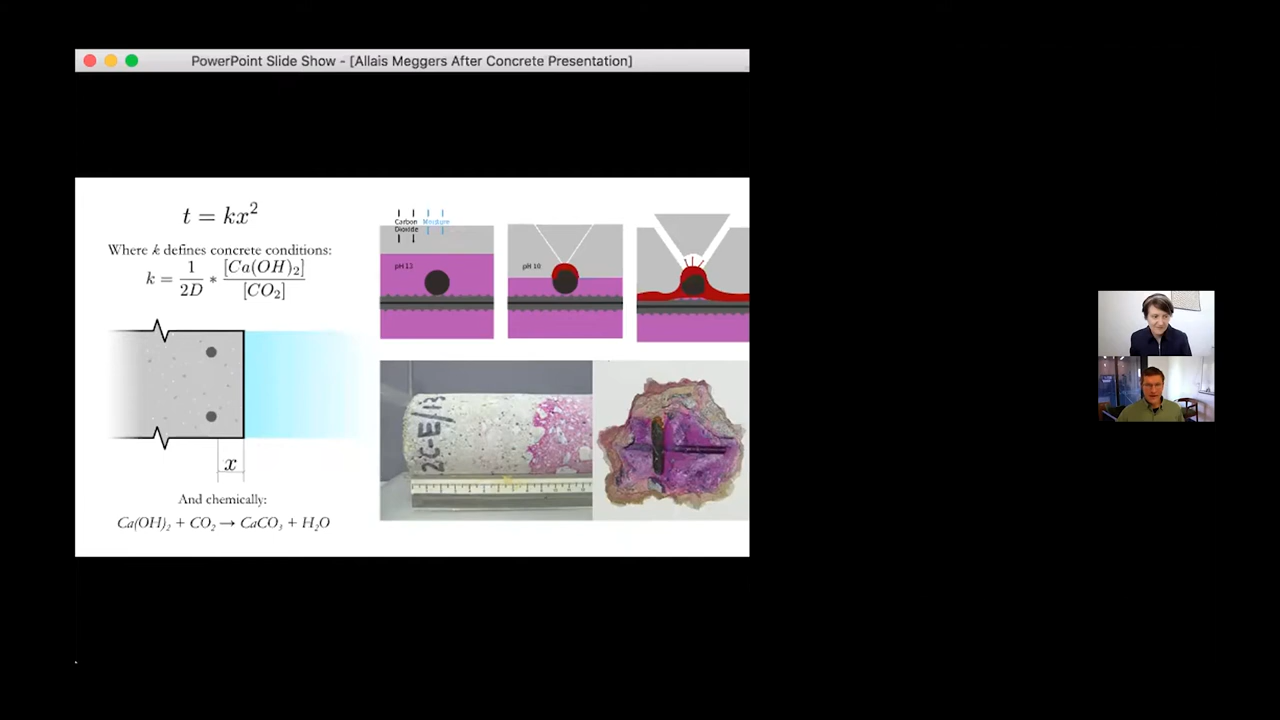 PowerPoint Slide Show - [Allais Meggers After Concrete Presentation]
t = kx²
Where k defines concrete conditions:
k = 1/2D * [Ca(OH)₂]/[CO₂]
x
And chemically:
Ca(OH)₂ + CO₂ → CaCO₃ + H₂O
Carbon
Dioxide
Moisture
pH 13
pH 10
2C-E/13